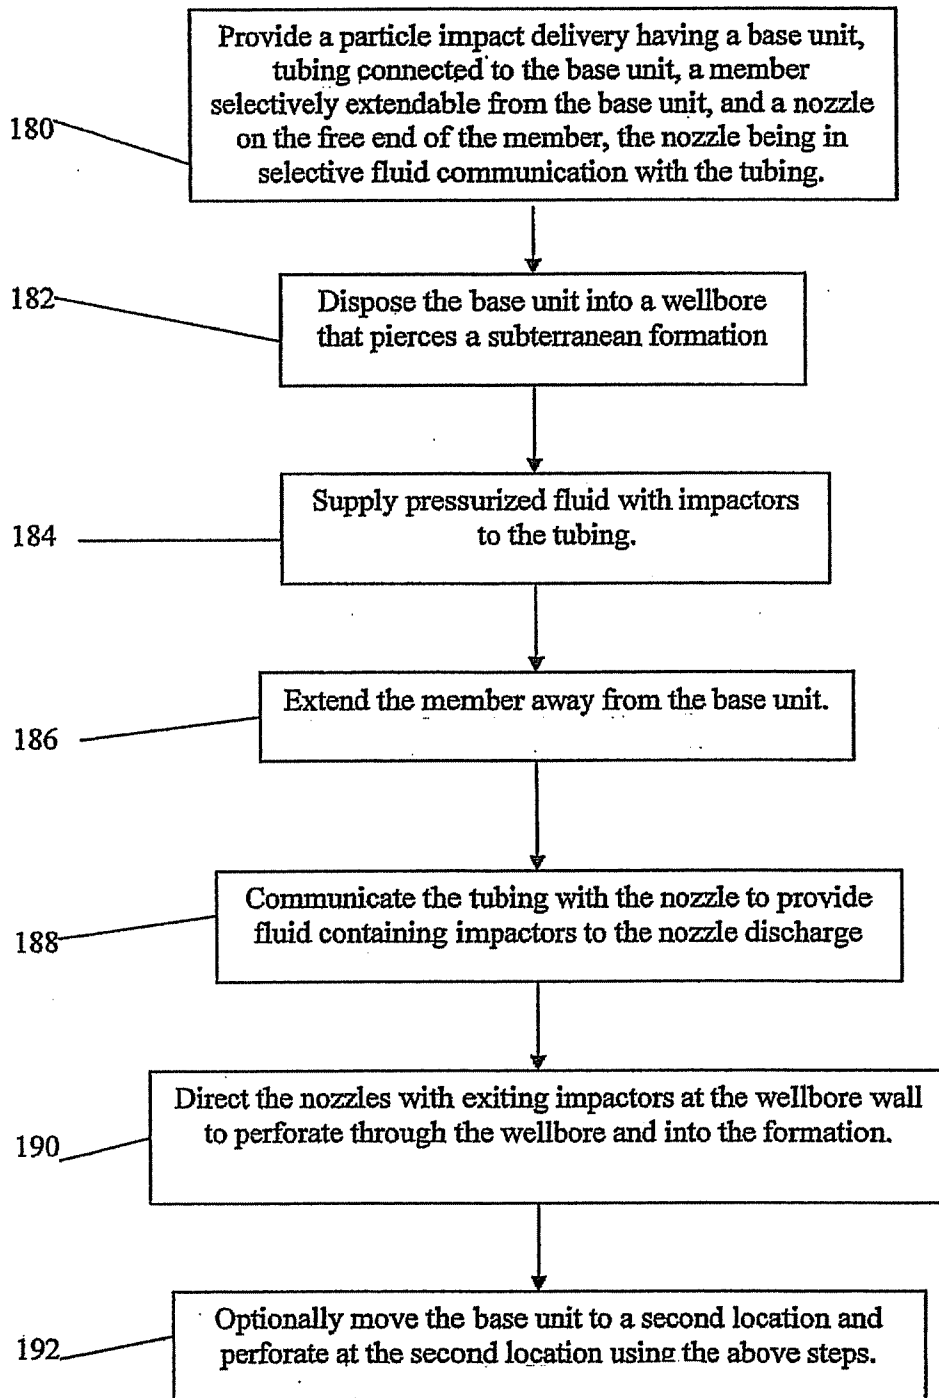 Provide a particle impact delivery having a base unit,
tubing connected to the base unit, a member
selectively extendable from the base unit, and a nozzle
on the free end of the member, the nozzle being in
selective fluid communication with the tubing.
180
Dispose the base unit into a wellbore
that pierces a subterranean formation
182
Supply pressurized fluid with impactors
to the tubing.
184
Extend the member away from the base unit.
186
Communicate the tubing with the nozzle to provide
fluid containing impactors to the nozzle discharge
188
Direct the nozzles with exiting impactors at the wellbore wall
to perforate through the wellbore and into the formation.
190
Optionally move the base unit to a second location and
perforate at the second location using the above steps.
192